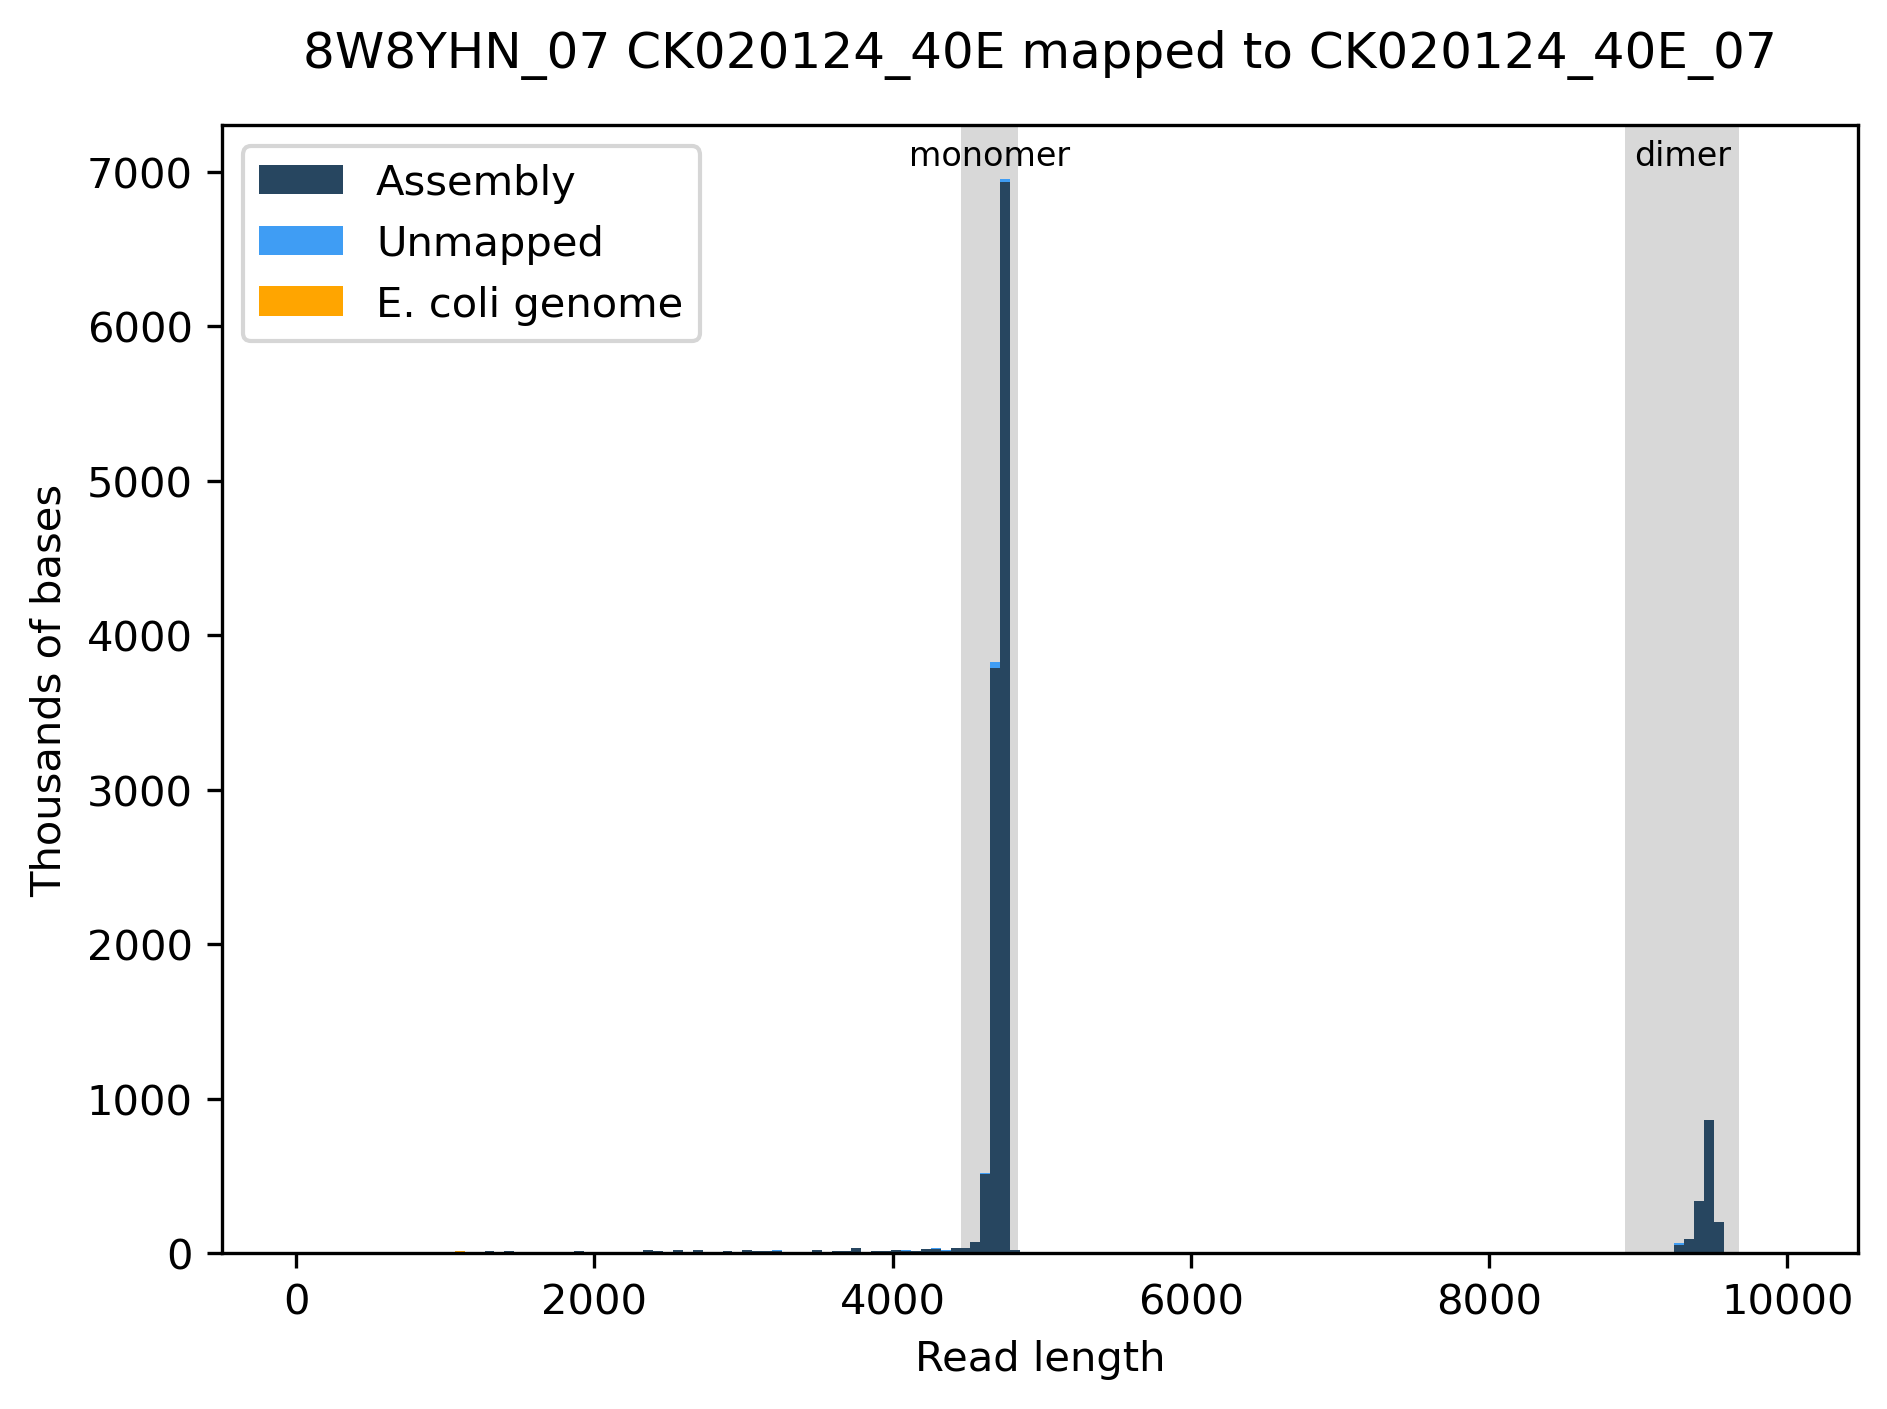 8W8YHN_07 CK020124_40E mapped to CK020124_40E_07
Assembly
Unmapped
E. coli genome
monomer
dimer
7000
6000
5000
4000
3000
2000
1000
0
Thousands of bases
0 2000 4000 6000 8000 10000
Read length